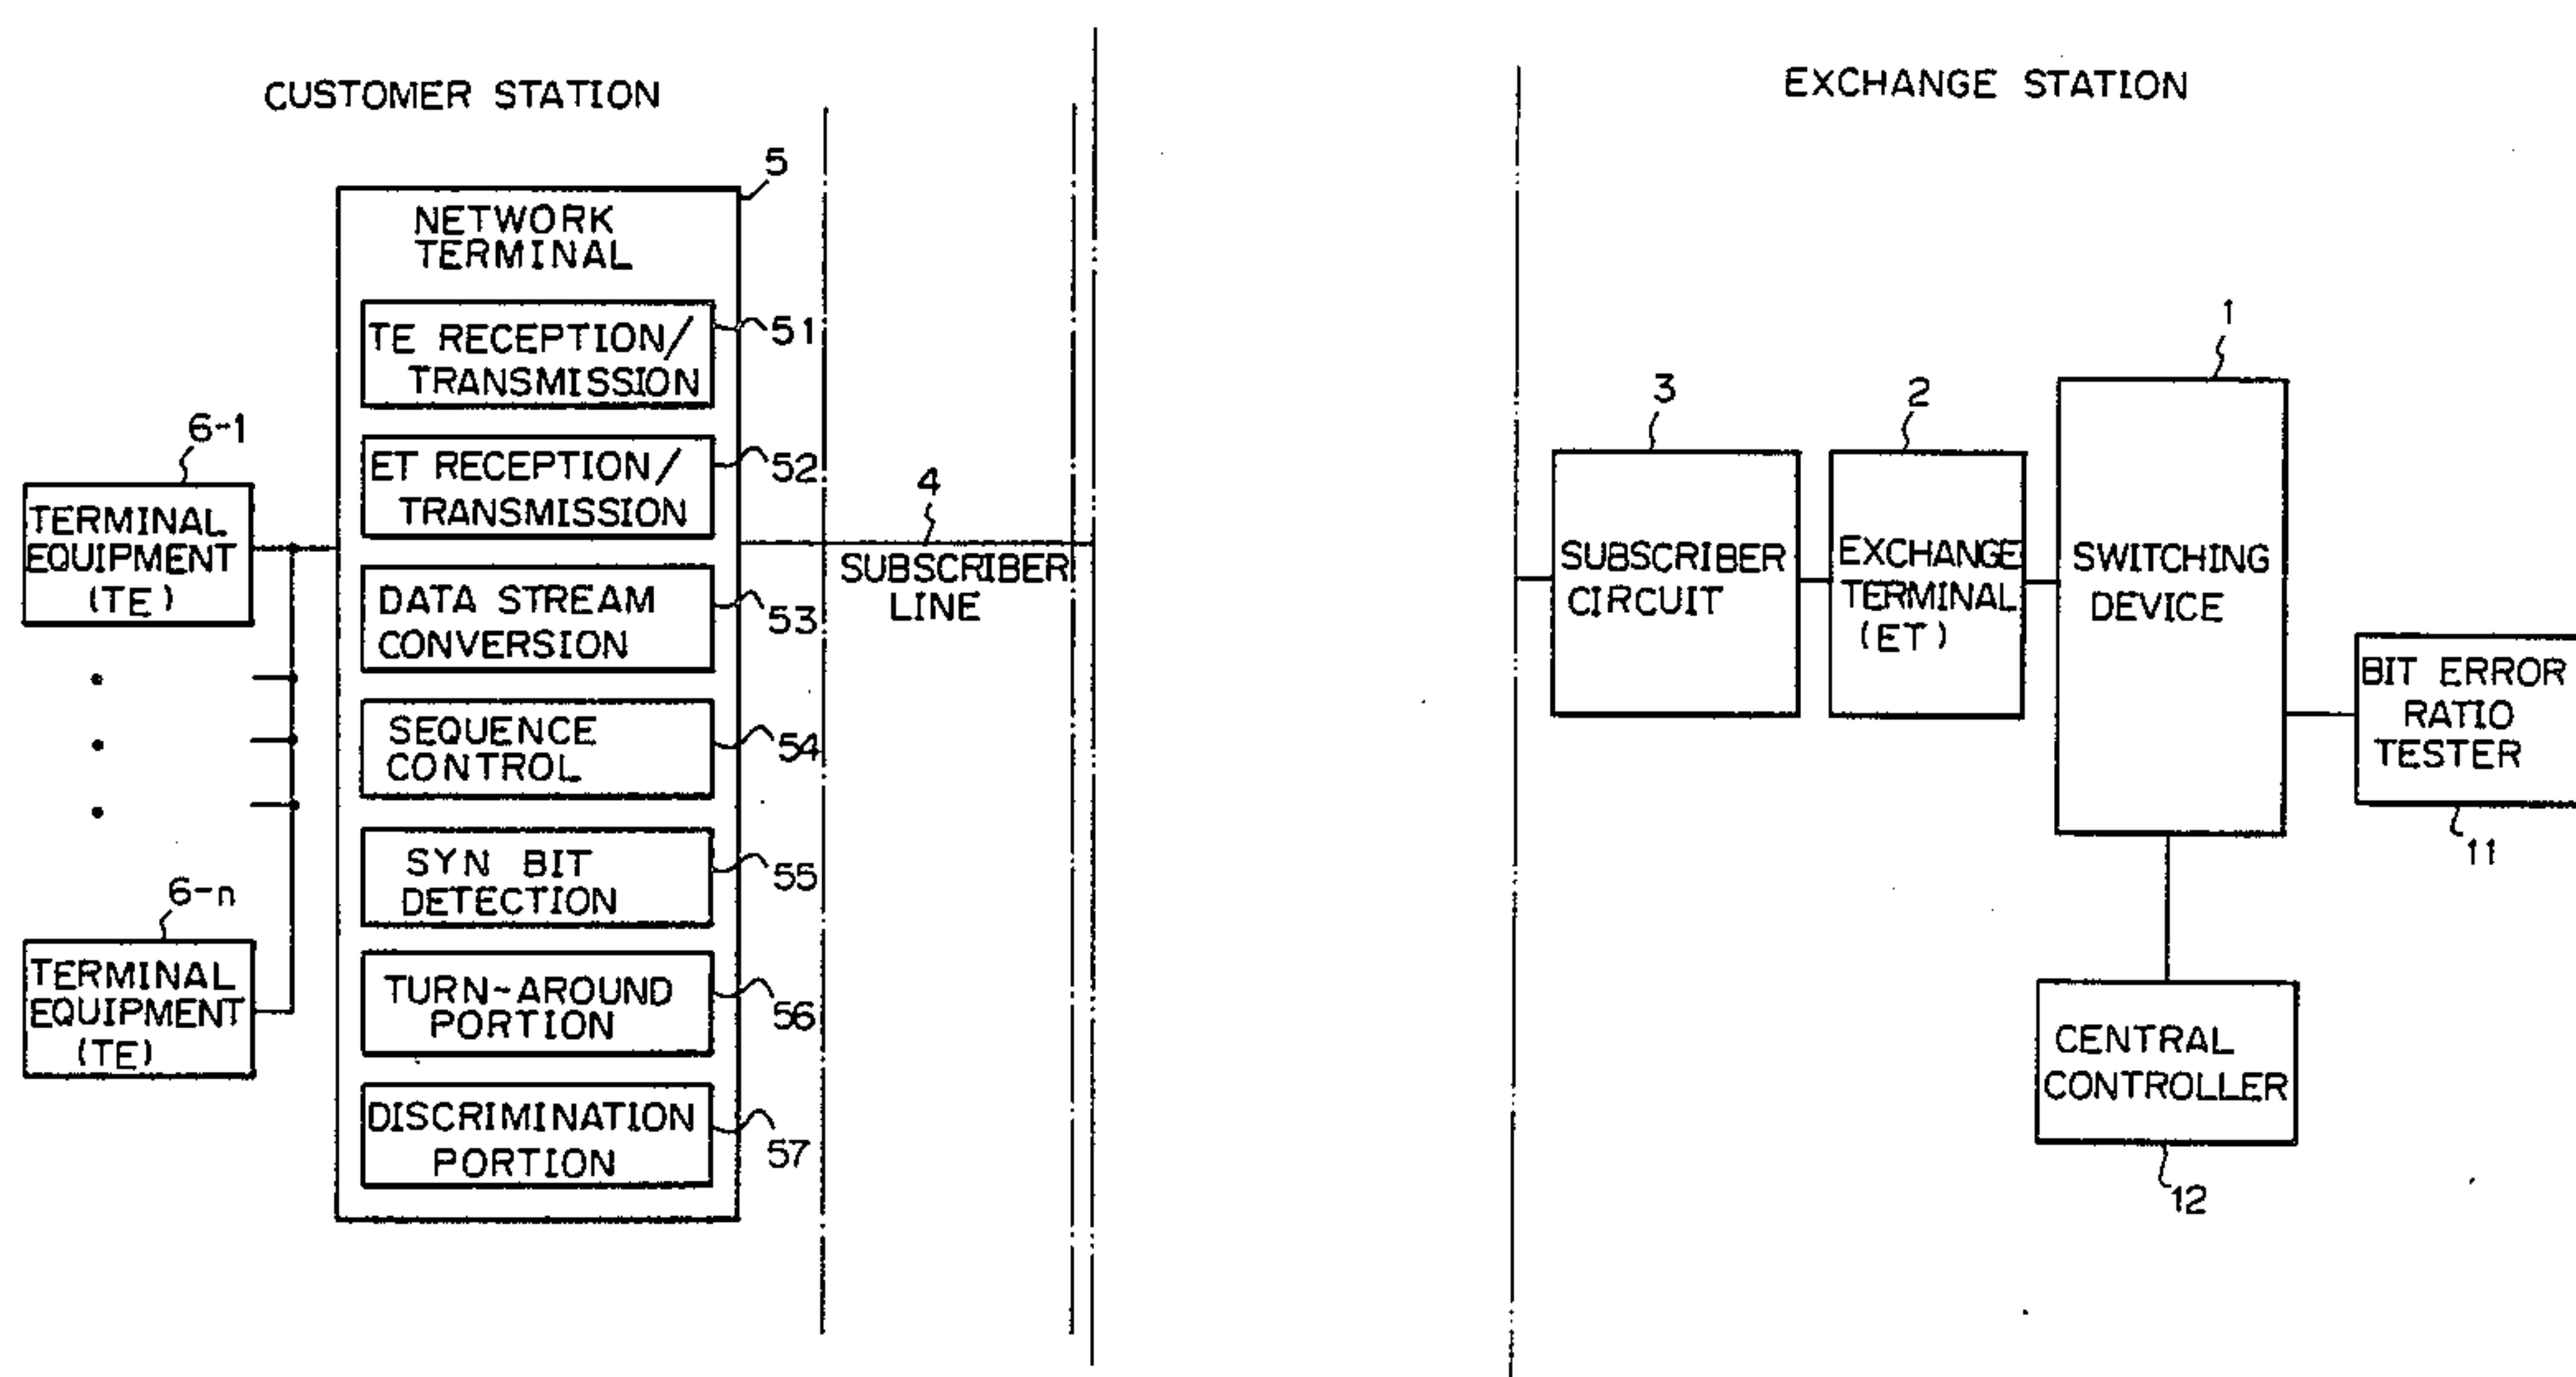 CUSTOMER STATION
EXCHANGE STATION
5
NETWORK
TERMINAL
TE RECEPTION/
TRANSMISSION
51
ET RECEPTION/
TRANSMISSION
52
DATA STREAM
CONVERSION
53
SEQUENCE
CONTROL
54
SYN BIT
DETECTION
55
TURN-AROUND
PORTION
56
DISCRIMINATION
PORTION
57
6-1
TERMINAL
EQUIPMENT
(TE)
6-n
TERMINAL
EQUIPMENT
(TE)
4
SUBSCRIBER
LINE
3
SUBSCRIBER
CIRCUIT
2
EXCHANGE
TERMINAL
(ET)
1
SWITCHING
DEVICE
BIT ERROR
RATIO
TESTER
11
CENTRAL
CONTROLLER
12